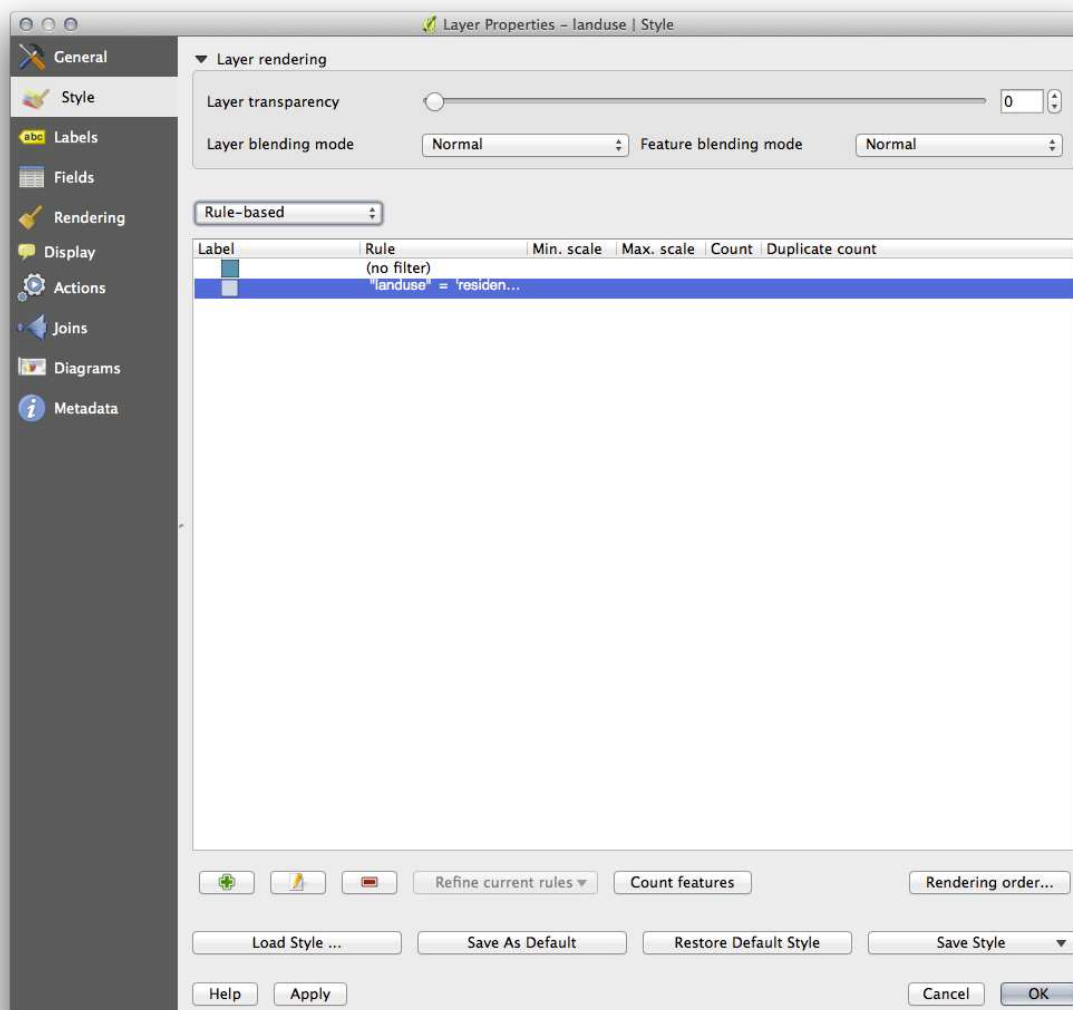 Layer Properties - landuse | Style
General
Style
abc Labels
Fields
Rendering
Display
Actions
Joins
Diagrams
i Metadata
Layer rendering
Layer transparency 0
Layer blending mode Normal Feature blending mode Normal
Rule-based
Label Rule Min. scale Max. scale Count Duplicate count
(no filter)
"landuse" = 'residen...
Refine current rules Count features Rendering order...
Load Style ... Save As Default Restore Default Style Save Style
Help Apply Cancel OK